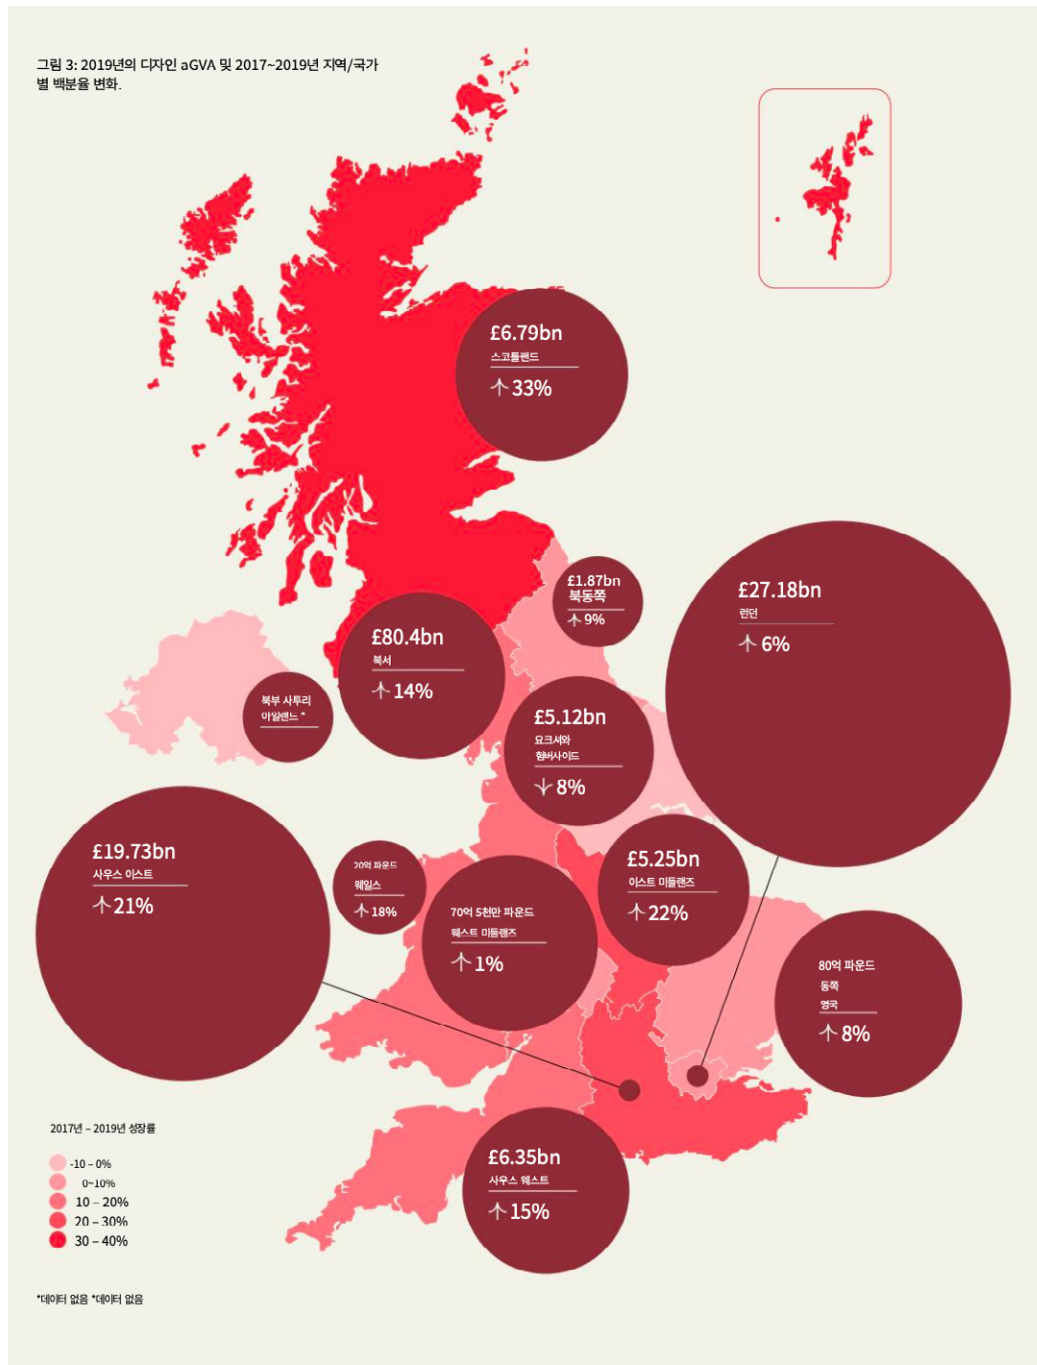 그림 3: 2019년의 디자인 aGVA 및 2017~2019년 지역/국가
별 백분율 변화.
£6.79bn
스코틀랜드
33%
£1.87bn
북동쪽
9%
£27.18bn
런던
6%
£80.4bn
북서
14%
북부 사투리
아일랜드 *
£5.12bn
요크셔와
험버사이드
8%
£19.73bn
사우스 이스트
21%
20억 파운드
웨일스
18%
£5.25bn
이스트 미들랜즈
22%
70억 5천만 파운드
웨스트 미들랜즈
1%
80억 파운드
동쪽
영국
8%
£6.35bn
사우스 웨스트
15%
2017년 – 2019년 성장률
-10 – 0%
0~10%
10 – 20%
20 – 30%
30 – 40%
*데이터 없음 *데이터 없음